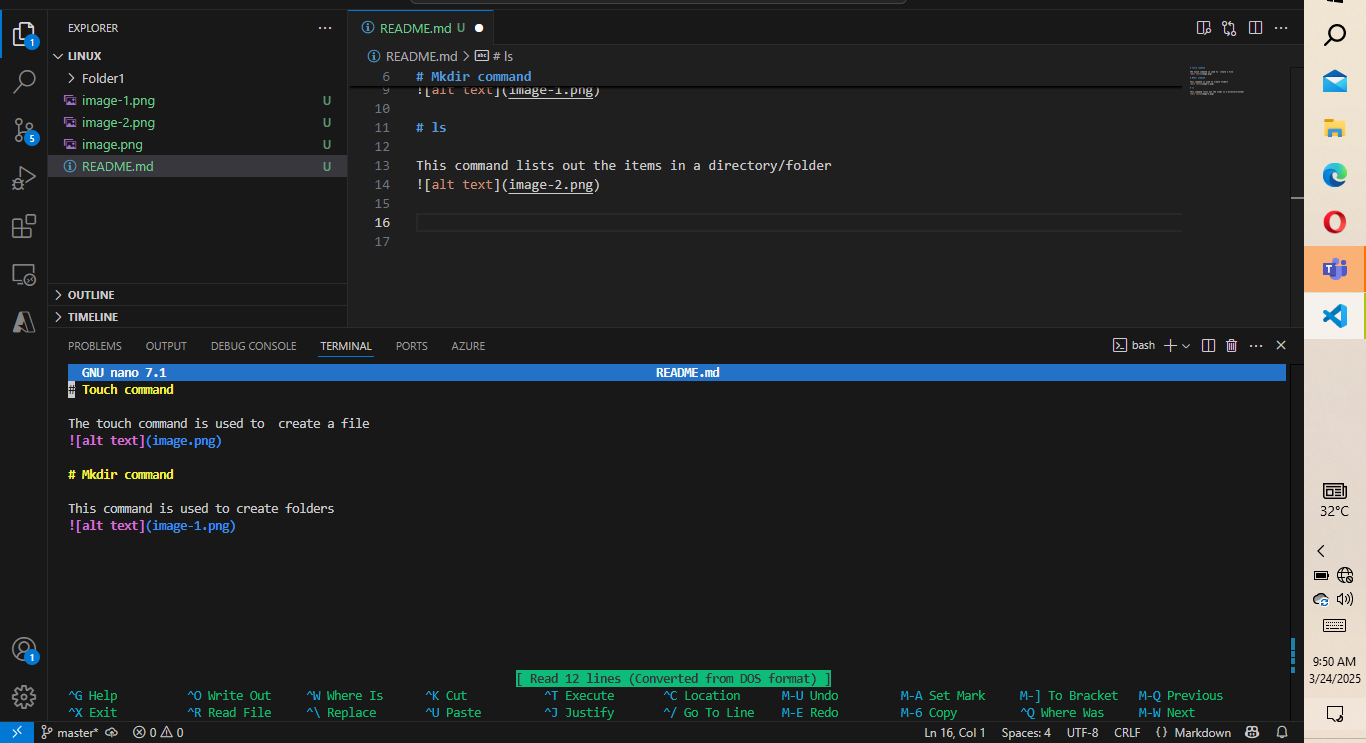 EXPLORER
LINUX
Folder1
image-1.png U
image-2.png U
image.png U
README.md U
OUTLINE
TIMELINE
README.md U
README.md > # ls
6 # Mkdir command
9 ![alt text](image-1.png)
10
11 # ls
12
13 This command lists out the items in a directory/folder
14 ![alt text](image-2.png)
15
16
17
PROBLEMS OUTPUT DEBUG CONSOLE TERMINAL PORTS AZURE
bash
GNU nano 7.1 README.md
# Touch command
The touch command is used to  create a file
![alt text](image.png)
# Mkdir command
This command is used to create folders
![alt text](image-1.png)
[ Read 12 lines (Converted from DOS format) ]
^G Help ^O Write Out ^W Where Is ^K Cut ^T Execute ^C Location M-U Undo M-A Set Mark M-] To Bracket M-Q Previous
^X Exit ^R Read File ^\ Replace ^U Paste ^J Justify ^/ Go To Line M-E Redo M-6 Copy ^Q Where Was M-W Next
master* 0 0 Ln 16, Col 1 Spaces: 4 UTF-8 CRLF {} Markdown
1
5
1
32°C
9:50 AM
3/24/2025